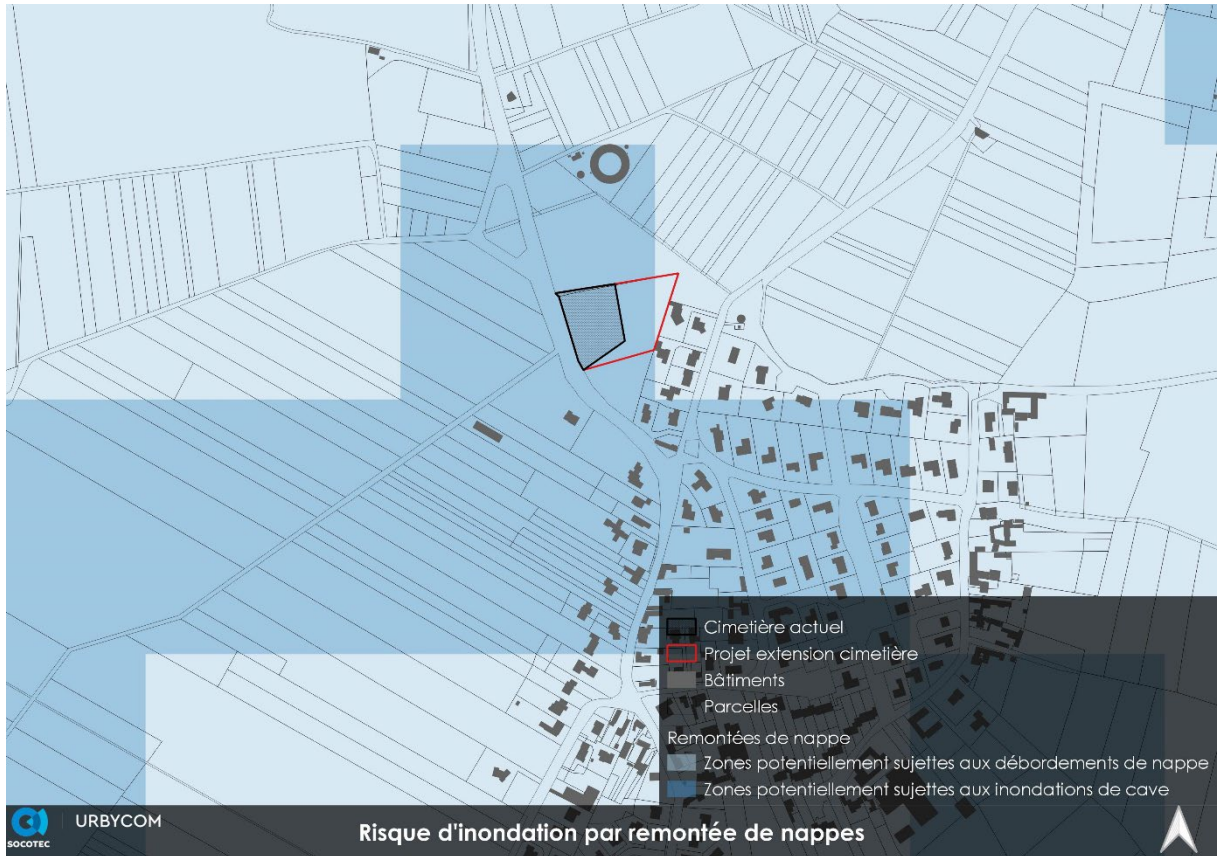 Cimetière actuel
Projet extension cimetière
Bâtiments
Parcelles
Remontées de nappe
Zones potentiellement sujettes aux débordements de nappe
Zones potentiellement sujettes aux inondations de cave
SOCOTEC
URBYCOM
Risque d'inondation par remontée de nappes